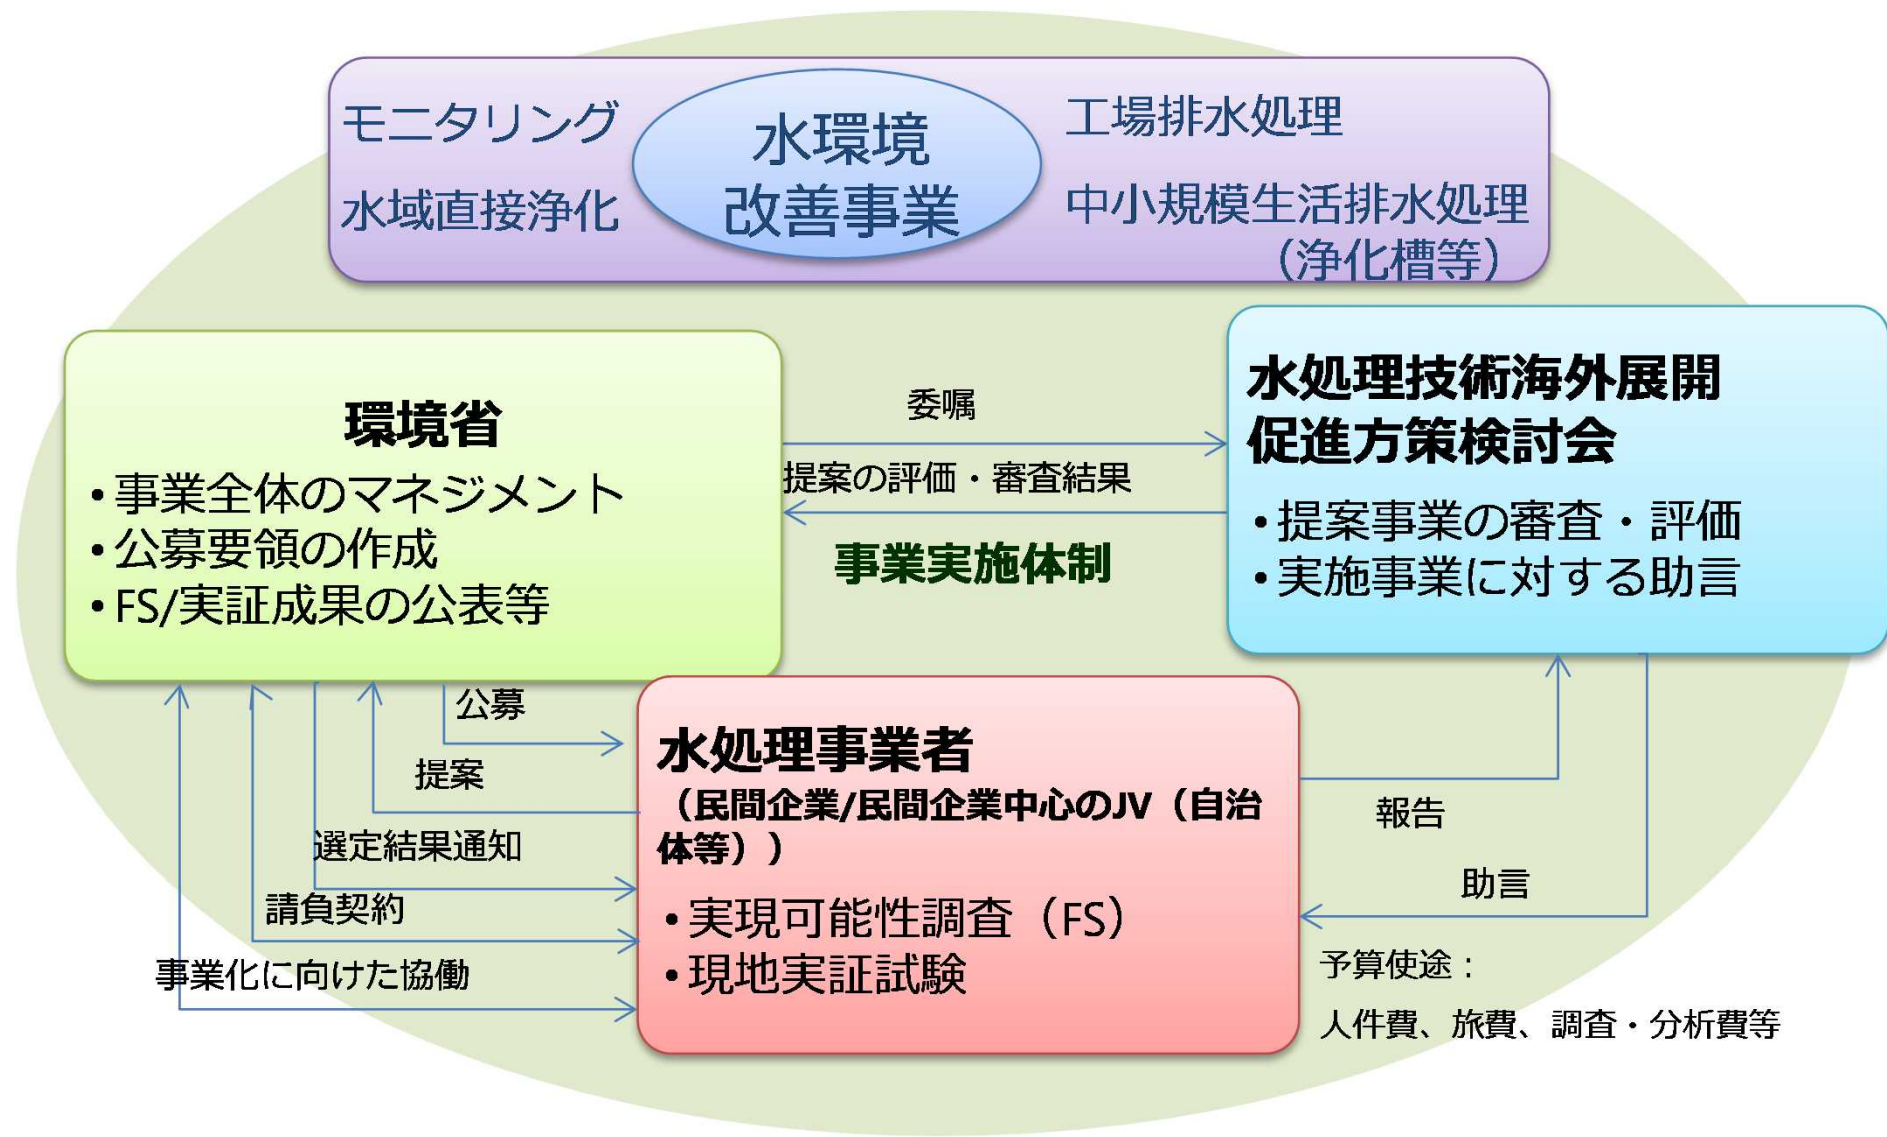 モニタリング
水域直接浄化
水環境
改善事業
工場排水処理
中小規模生活排水処理
（浄化槽等）
環境省
•事業全体のマネジメント
•公募要領の作成
•FS/実証成果の公表等
委嘱
提案の評価・審査結果
事業実施体制
水処理技術海外展開
促進方策検討会
•提案事業の審査・評価
•実施事業に対する助言
公募
提案
選定結果通知
請負契約
事業化に向けた協働
水処理事業者
（民間企業/民間企業中心のJV（自治
体等））
•実現可能性調査（FS）
•現地実証試験
報告
助言
予算使途：
人件費、旅費、調査・分析費等